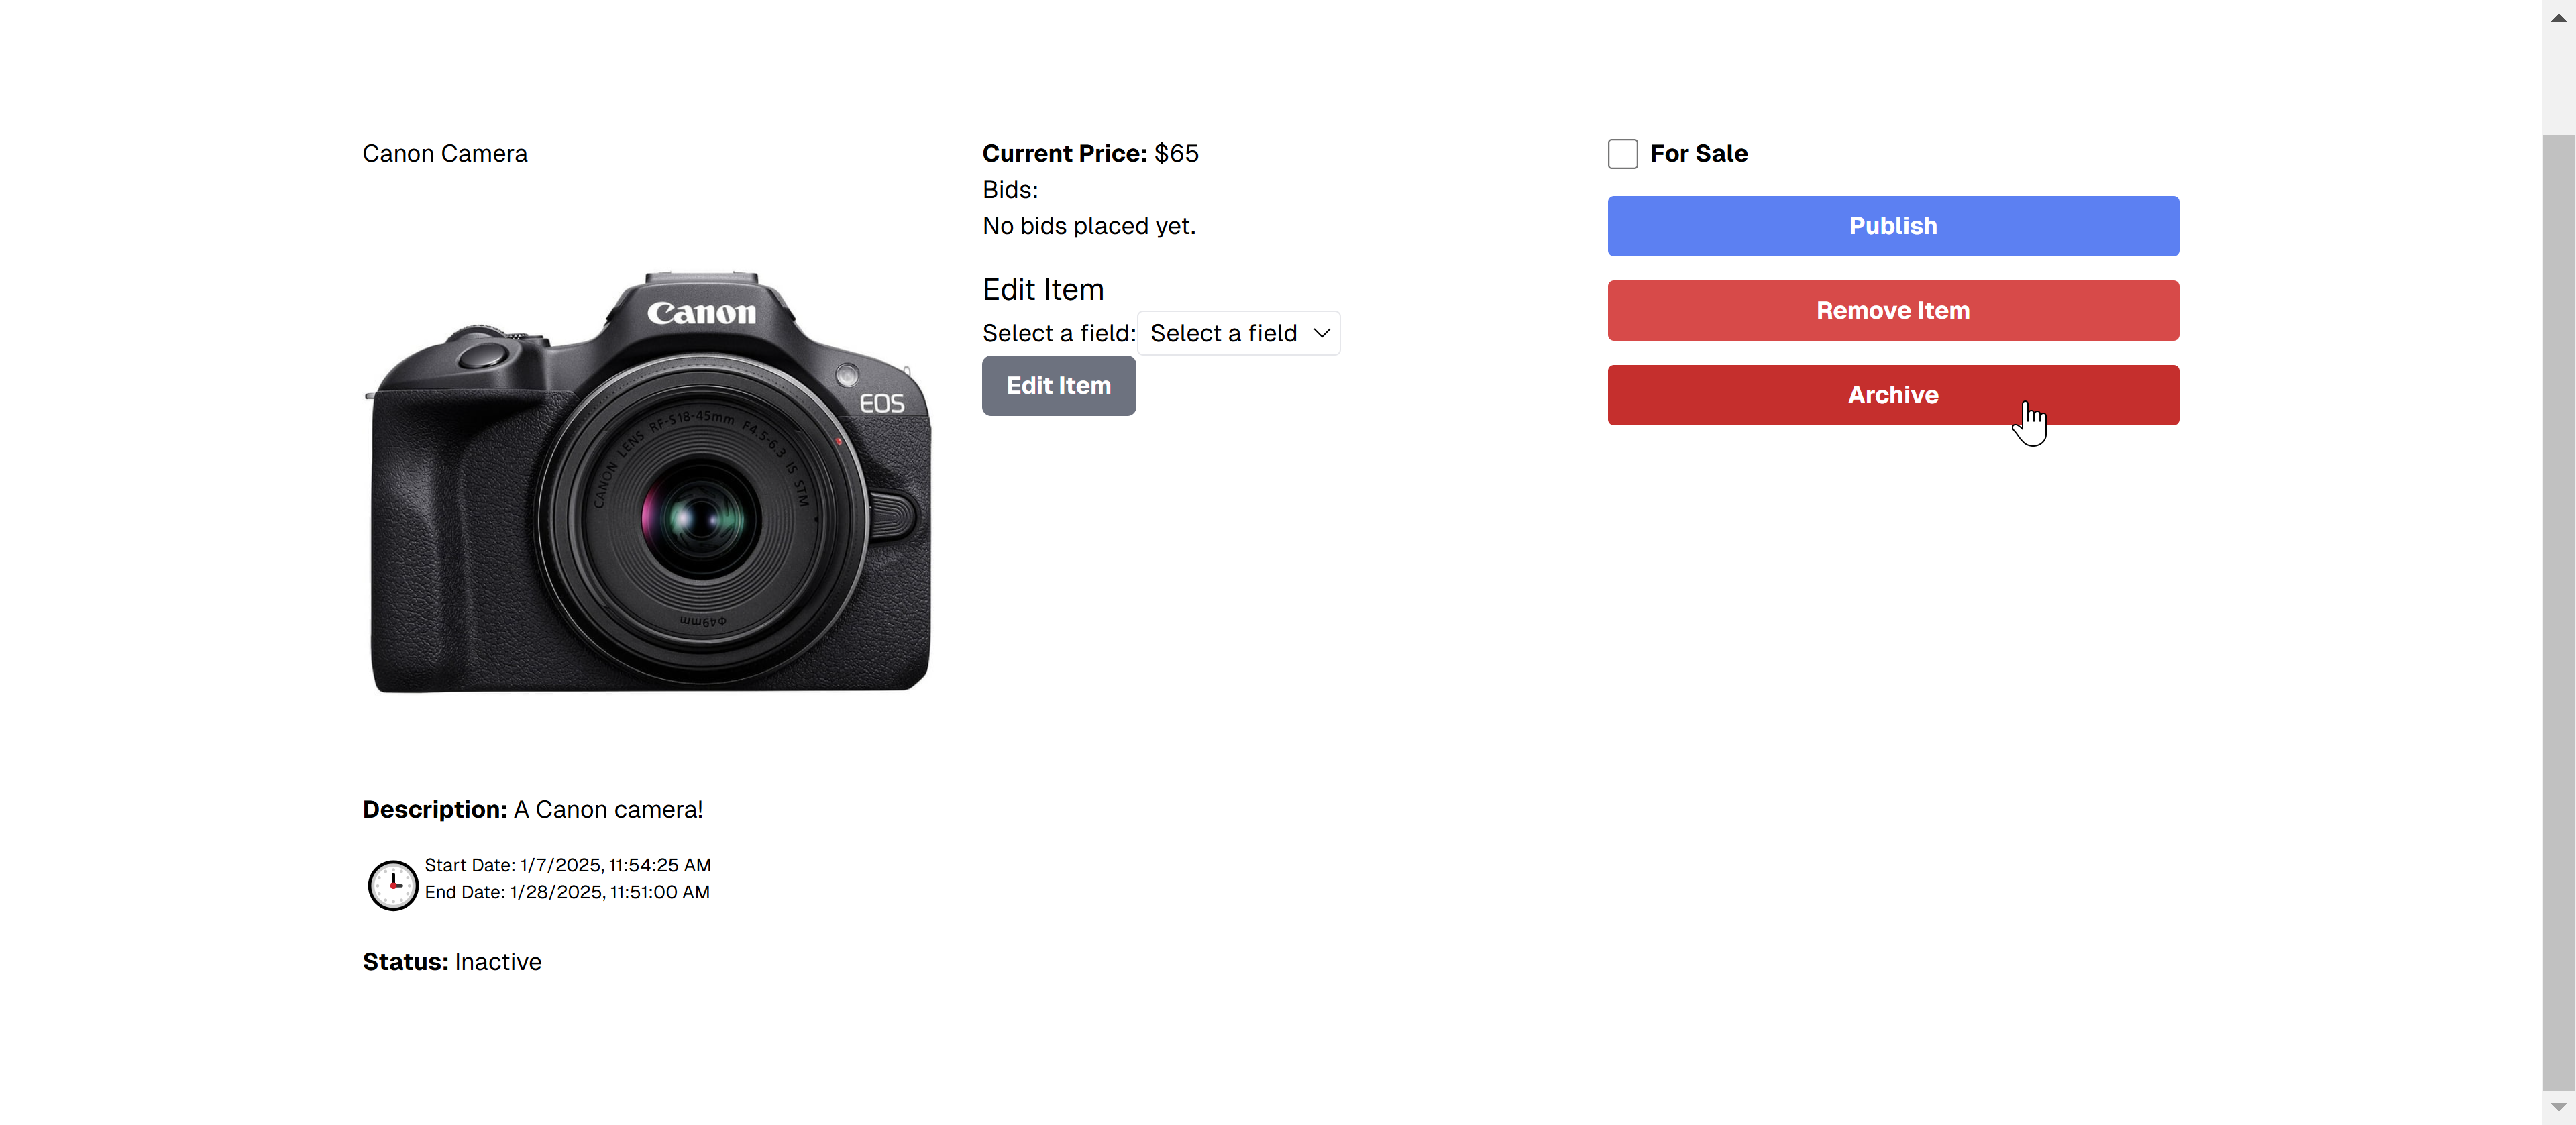 Canon Camera
Canon
EOS
CANON LENS RF-S18-45mm F4.5-6.3 IS STM
Φ49mm
Description: A Canon camera!
Start Date: 1/7/2025, 11:54:25 AM
End Date: 1/28/2025, 11:51:00 AM
Status: Inactive
Current Price: $65
Bids:
No bids placed yet.
Edit Item
Select a field: Select a field
Edit Item
For Sale
Publish
Remove Item
Archive